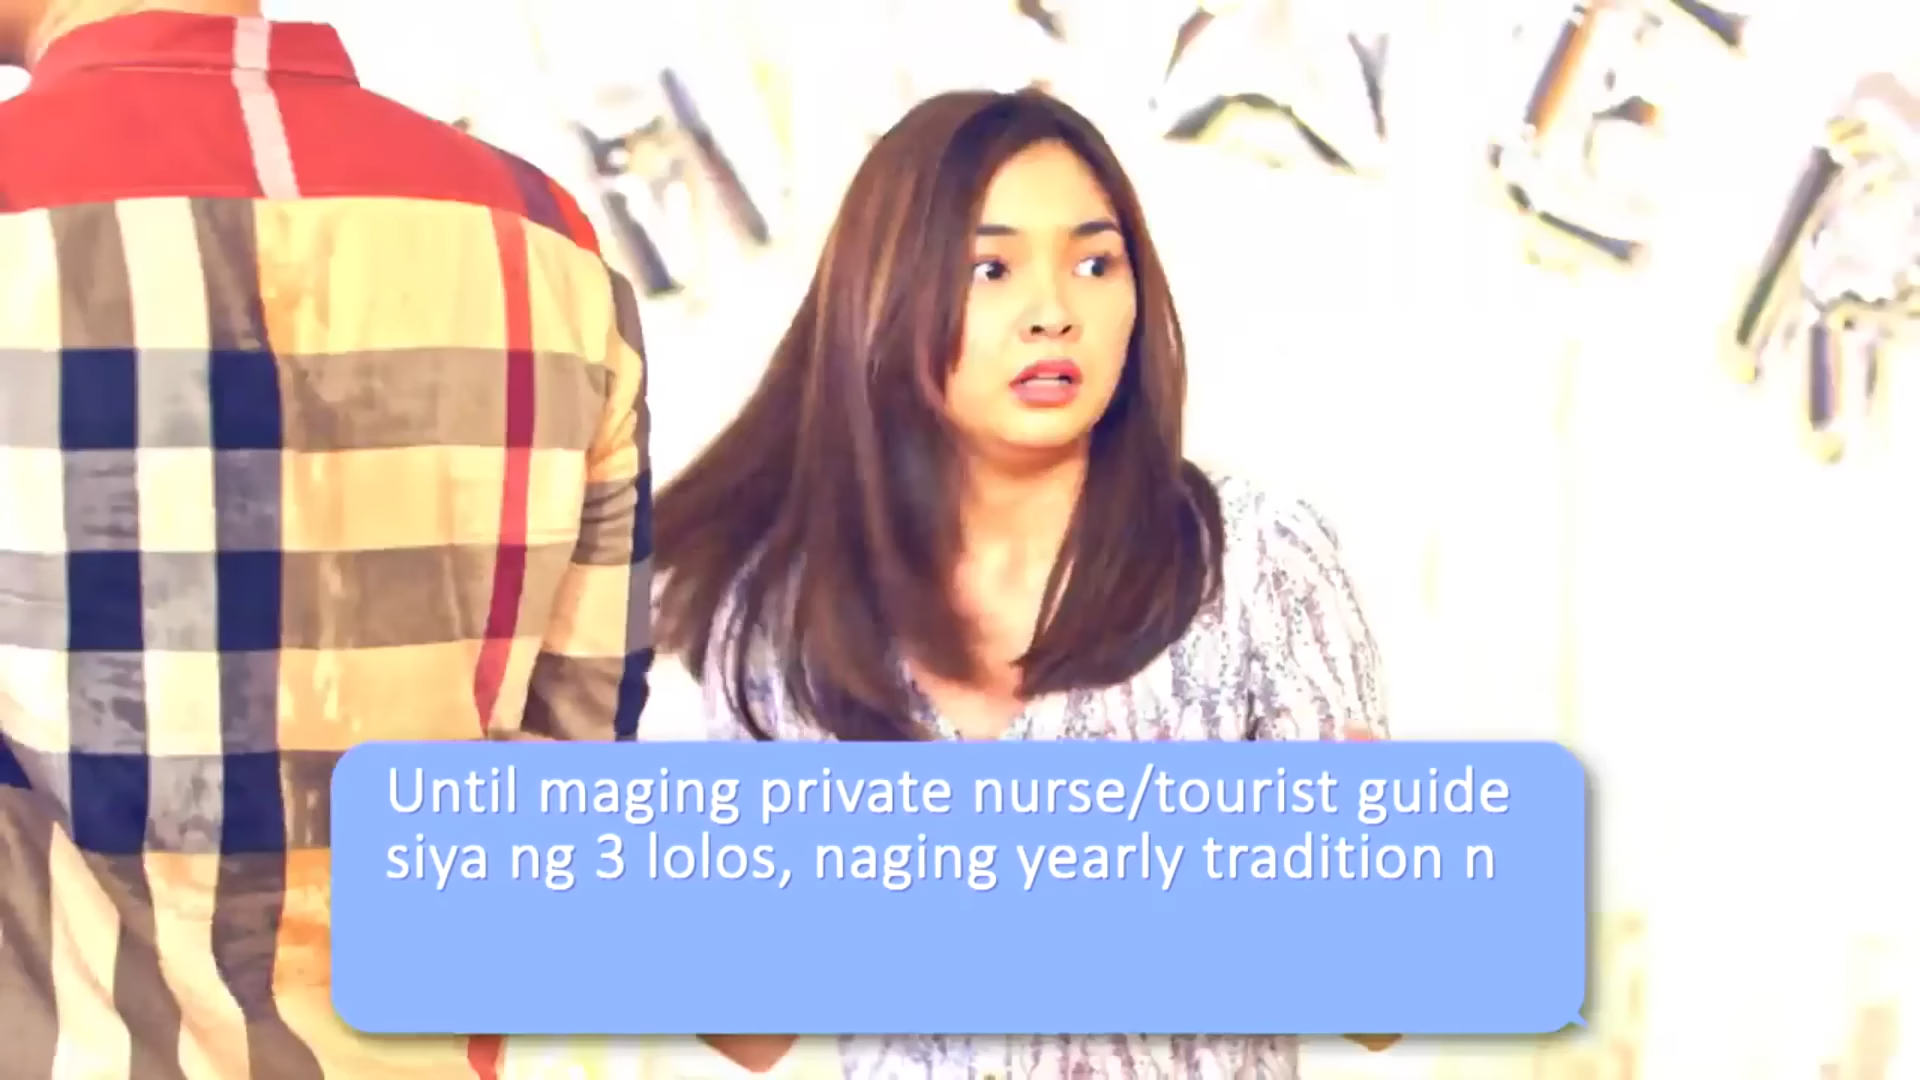 Until maging private nurse/tourist guide
siya ng 3 lolos, naging yearly tradition n